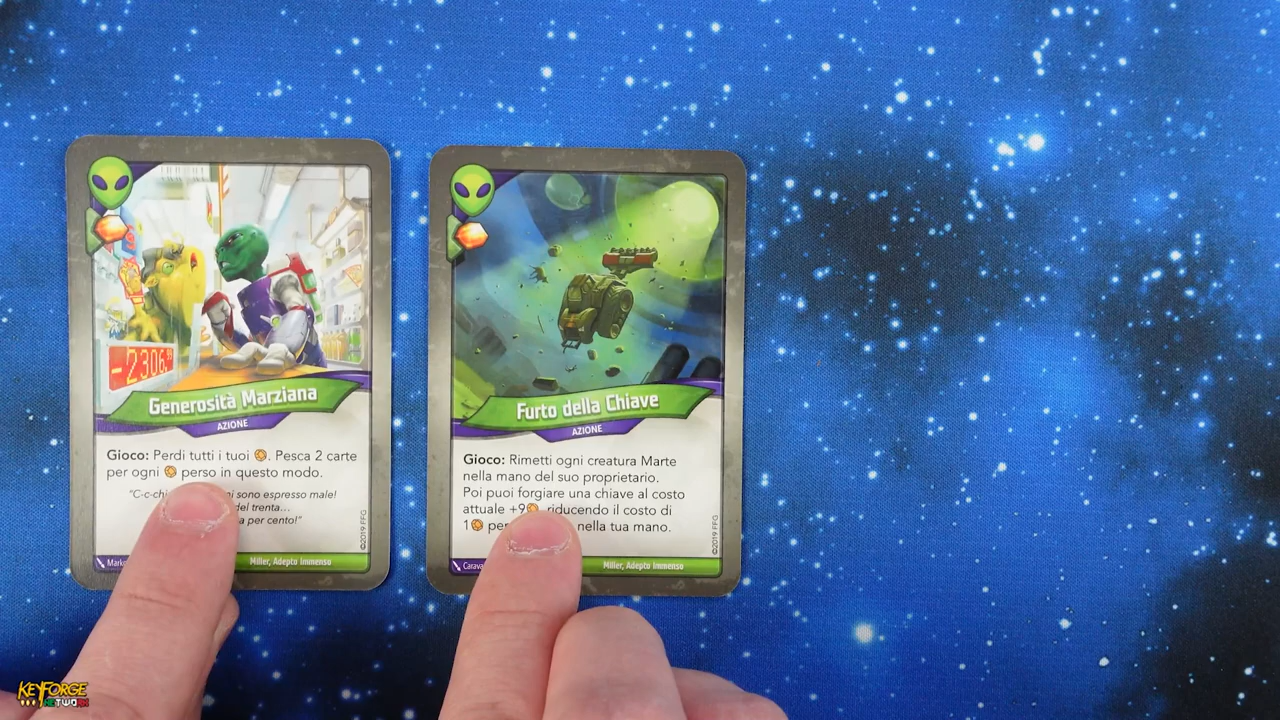 -2306.
Generosità Marziana
AZIONE
Gioco: Perdi tutti i tuoi . Pesca 2 carte
per ogni perso in questo modo.
"C-c- sono espresso male!
del trenta...
per cento!"
©2019 FFG
Miller, Adepto Immenso
Furto della Chiave
AZIONE
Gioco: Rimetti ogni creatura Marte
nella mano del suo proprietario.
Poi puoi forgiare una chiave al costo
attuale +9 , riducendo il costo di
1 per nella tua mano.
©2019 FFG
Miller, Adepto Immenso
KEYFORGE
NETWORK